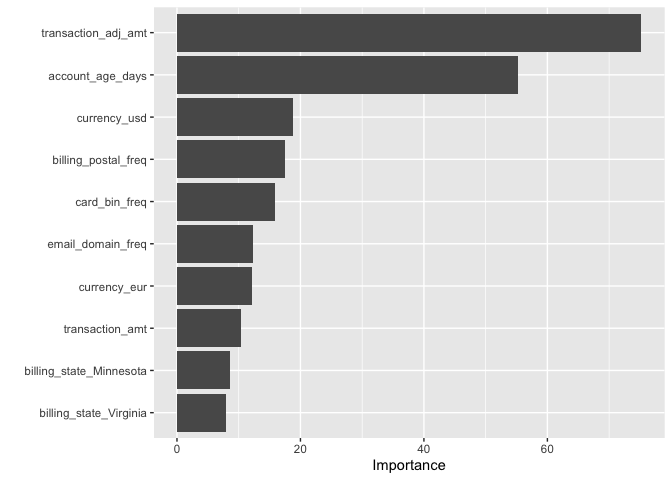 transaction_adj_amt
account_age_days
currency_usd
billing_postal_freq
card_bin_freq
email_domain_freq
currency_eur
transaction_amt
billing_state_Minnesota
billing_state_Virginia
0 20 40 60
Importance